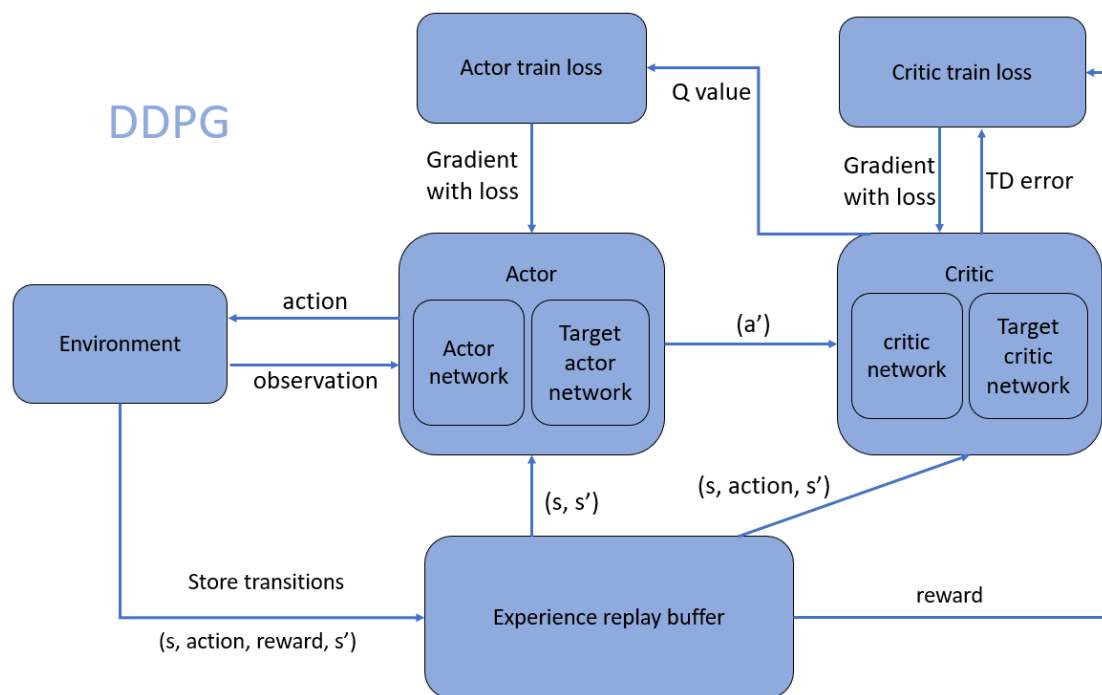 DDPG
Actor train loss
Critic train loss
Q value
Gradient
with loss
Gradient
with loss
TD error
Environment
action
observation
Actor
Actor
network
Target
actor
network
(a’)
Critic
critic
network
Target
critic
network
(s, s’)
(s, action, s’)
Store transitions
(s, action, reward, s’)
Experience replay buffer
reward